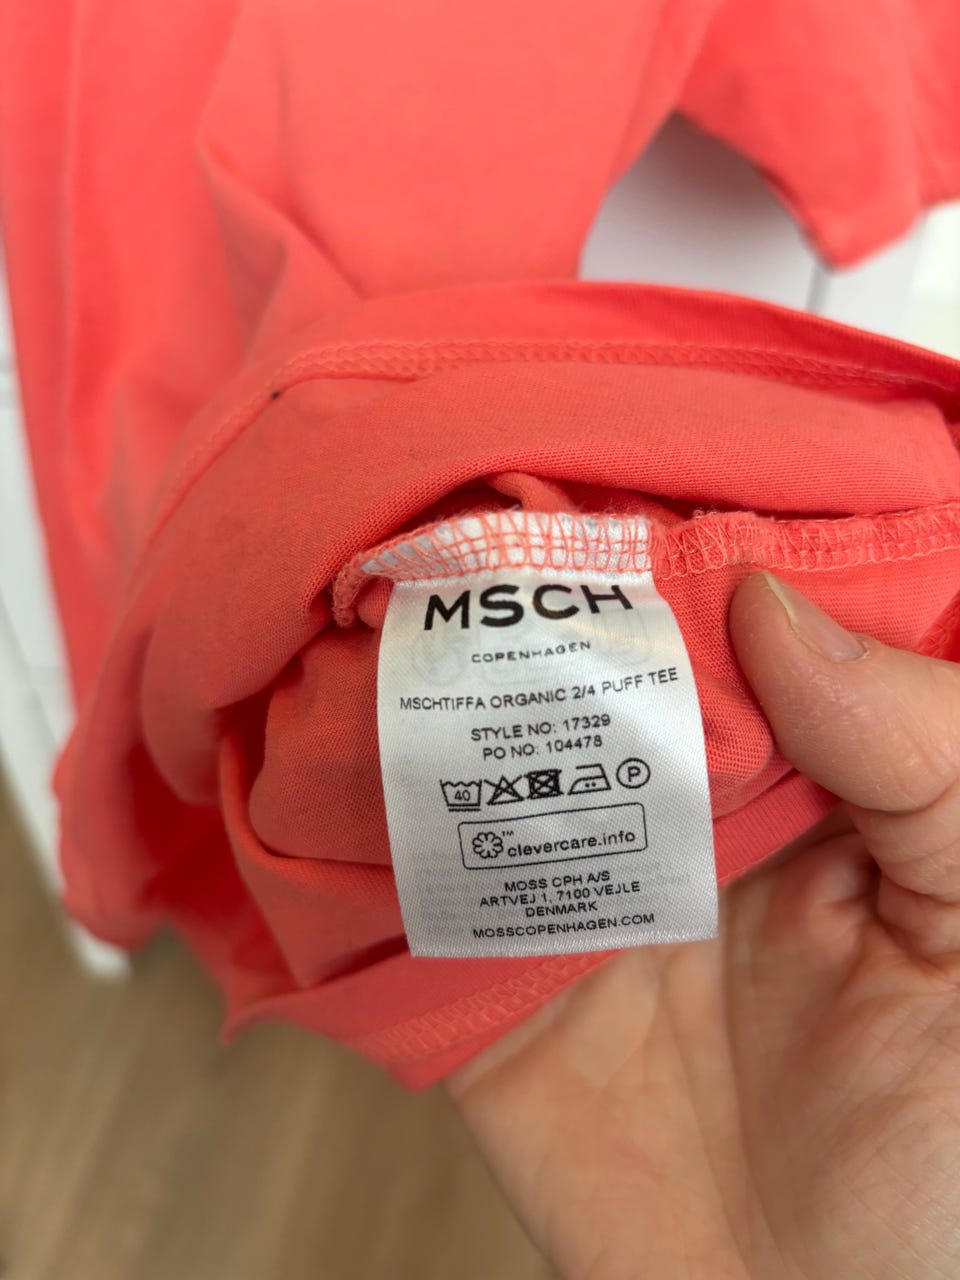 MSCH
COPENHAGEN
MSCHTIFFA ORGANIC 2/4 PUFF TEE
STYLE NO: 17329
PO NO: 104478
40 P
™ clevercare.info
MOSS CPH A/S
ARTVEJ 1, 7100 VEJLE
DENMARK
MOSSCOPENHAGEN.COM